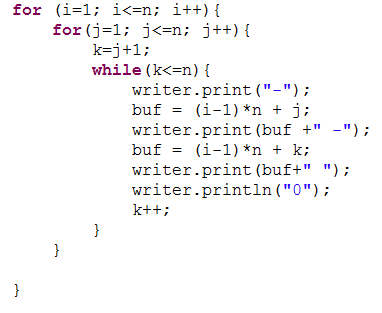 for (i=1; i<=n; i++){
    for(j=1; j<=n; j++){
        k=j+1;
        while(k<=n){
            writer.print("-");
            buf = (i-1)*n + j;
            writer.print(buf +" -");
            buf = (i-1)*n + k;
            writer.print(buf+" ");
            writer.println("0");
            k++;
        }
    }
}